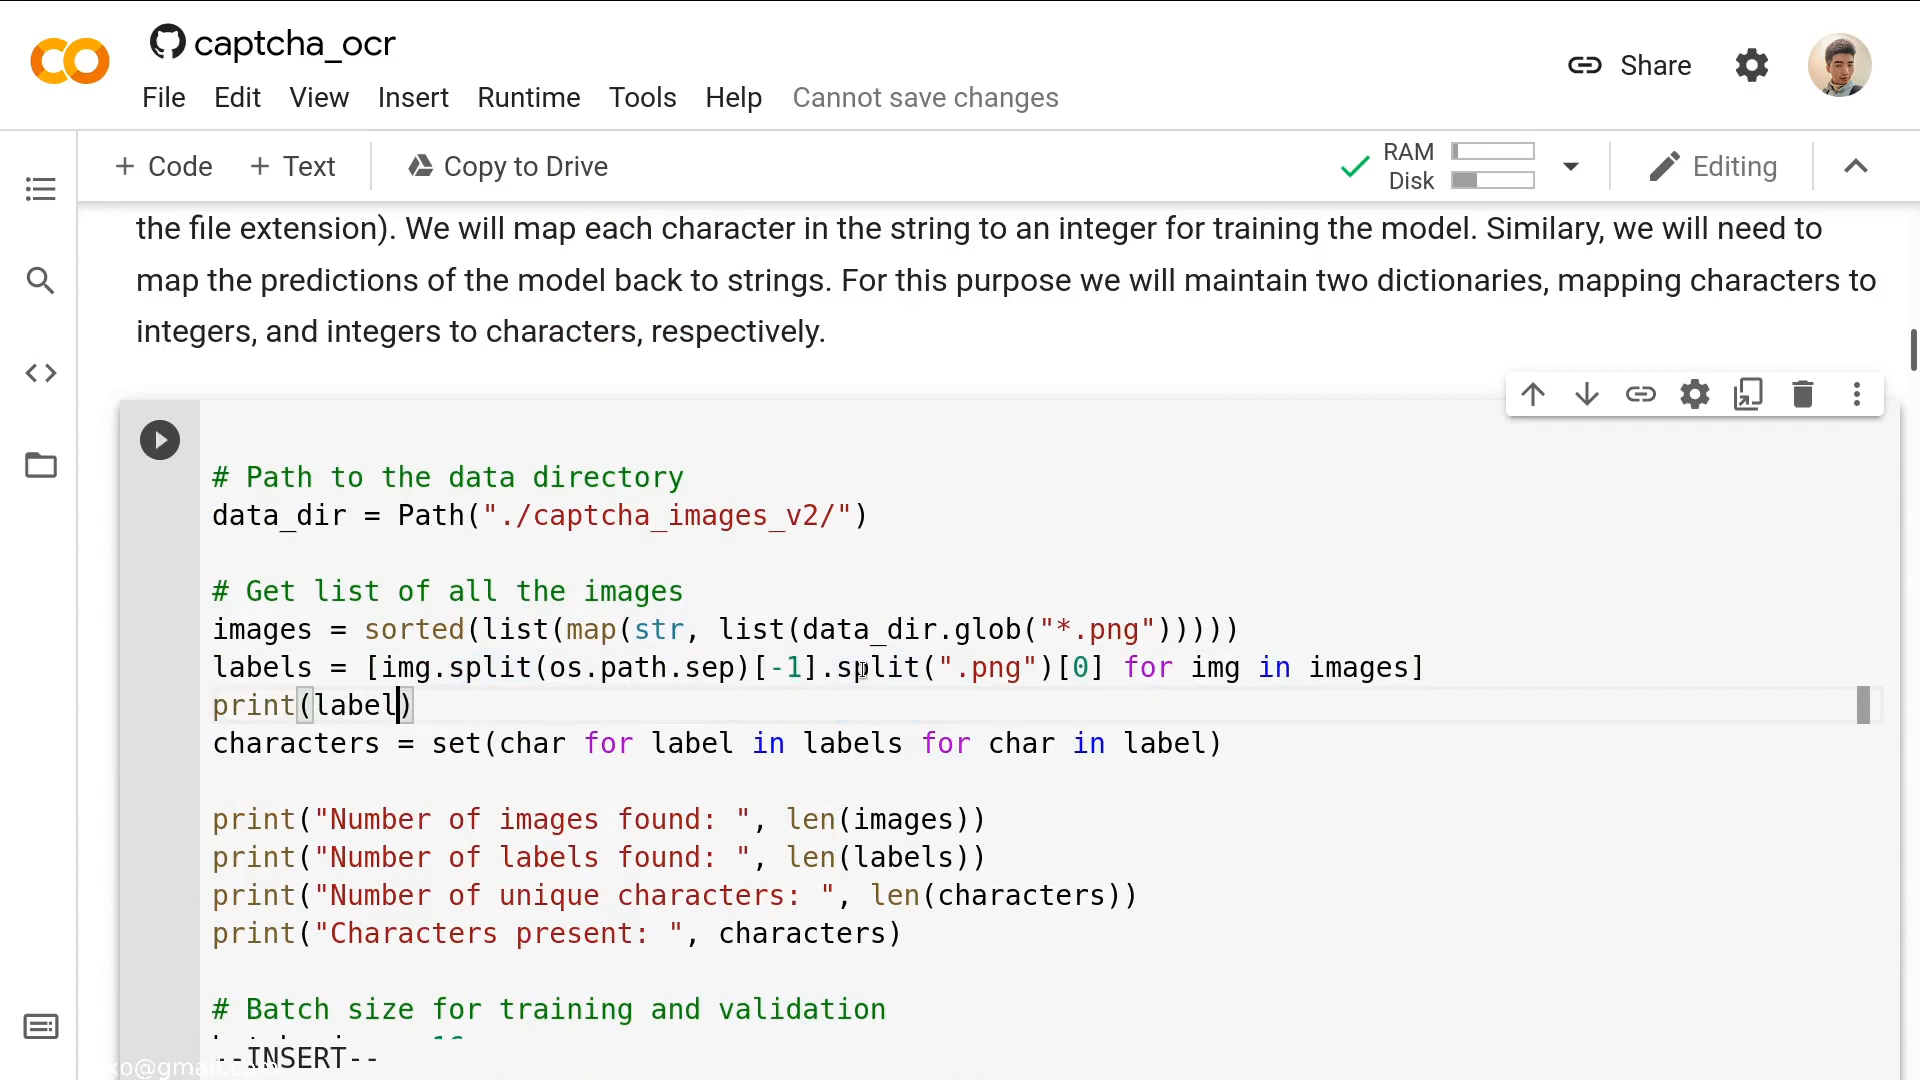 captcha_ocr
File Edit View Insert Runtime Tools Help Cannot save changes
Share
+ Code + Text Copy to Drive
RAM
Disk
Editing
the file extension). We will map each character in the string to an integer for training the model. Similary, we will need to
map the predictions of the model back to strings. For this purpose we will maintain two dictionaries, mapping characters to
integers, and integers to characters, respectively.
# Path to the data directory
data_dir = Path("./captcha_images_v2/")
# Get list of all the images
images = sorted(list(map(str, list(data_dir.glob("*.png")))))
labels = [img.split(os.path.sep)[-1].split(".png")[0] for img in images]
print(label)
characters = set(char for label in labels for char in label)
print("Number of images found: ", len(images))
print("Number of labels found: ", len(labels))
print("Number of unique characters: ", len(characters))
print("Characters present: ", characters)
# Batch size for training and validation
--INSERT--